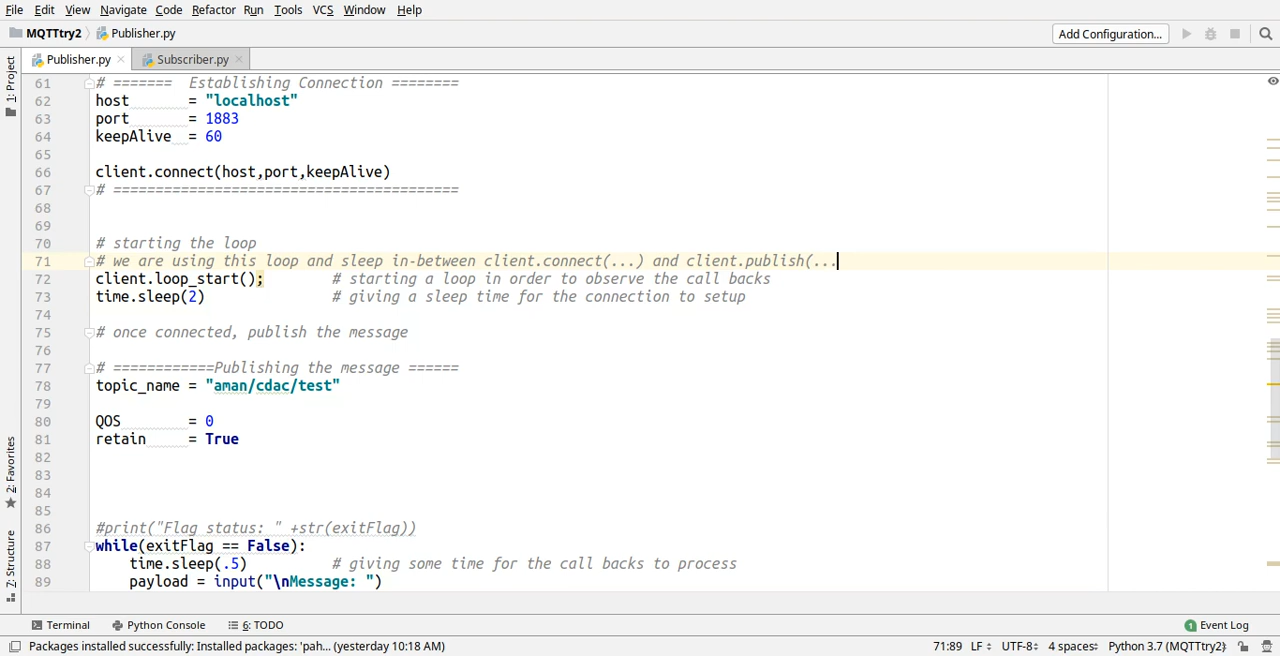 File Edit View Navigate Code Refactor Run Tools VCS Window Help
MQTTtry2 Publisher.py Add Configuration...
Publisher.py Subscriber.py
1: Project
2: Favorites
7: Structure
61 # ======= Establishing Connection ========
62 host = "localhost"
63 port = 1883
64 keepAlive = 60
65
66 client.connect(host,port,keepAlive)
67 # =========================================
68
69
70 # starting the loop
71 # we are using this loop and sleep in-between client.connect(...) and client.publish(...
72 client.loop_start(); # starting a loop in order to observe the call backs
73 time.sleep(2) # giving a sleep time for the connection to setup
74
75 # once connected, publish the message
76
77 # ============Publishing the message ======
78 topic_name = "aman/cdac/test"
79
80 QOS = 0
81 retain = True
82
83
84
85
86 #print("Flag status: " +str(exitFlag))
87 while(exitFlag == False):
88 time.sleep(.5) # giving some time for the call backs to process
89 payload = input("\nMessage: ")
Terminal Python Console 6: TODO 1 Event Log
Packages installed successfully: Installed packages: 'pah... (yesterday 10:18 AM) 71:89 LF UTF-8 4 spaces Python 3.7 (MQTTtry2)